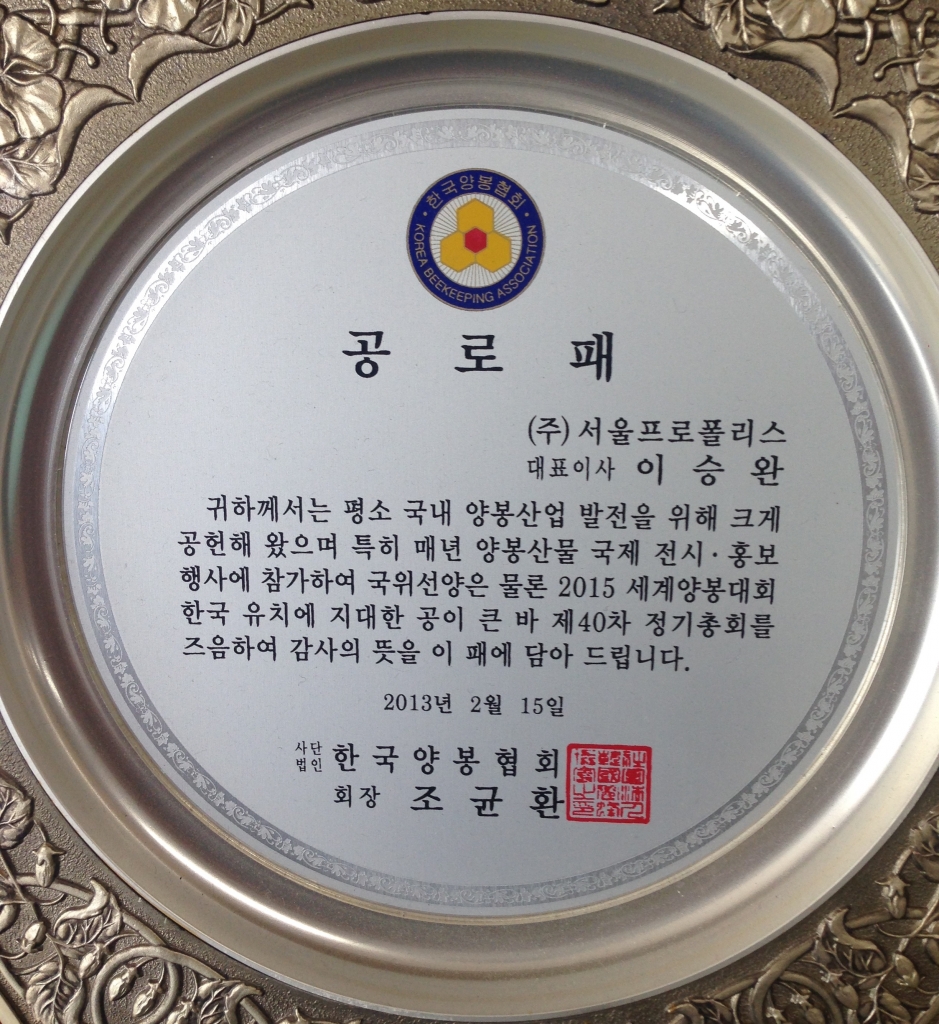 한국양봉협회
KOREA BEEKEEPING ASSOCIATION
공 로 패
(주) 서울프로폴리스
대표이사 이 승 완
귀하께서는 평소 국내 양봉산업 발전을 위해 크게
공헌해 왔으며 특히 매년 양봉산물 국제 전시·홍보
행사에 참가하여 국위선양은 물론 2015 세계양봉대회
한국 유치에 지대한 공이 큰 바 제40차 정기총회를
즈음하여 감사의 뜻을 이 패에 담아 드립니다.
2013년 2월 15일
사단법인 한국양봉협회
회장 조 균 환